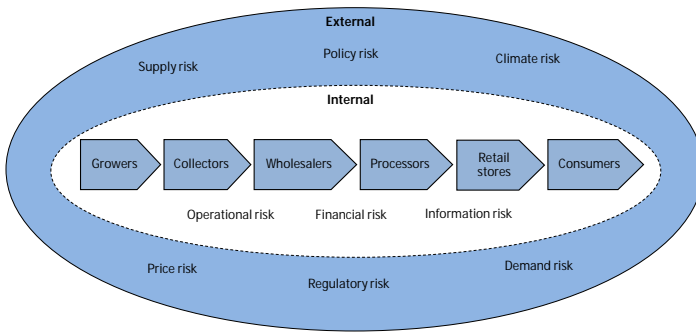 External
Policy risk
Supply risk
Climate risk
Internal
Growers
Collectors
Wholesalers
Processors
Retail
stores
Consumers
Operational risk
Financial risk
Information risk
Price risk
Regulatory risk
Demand risk